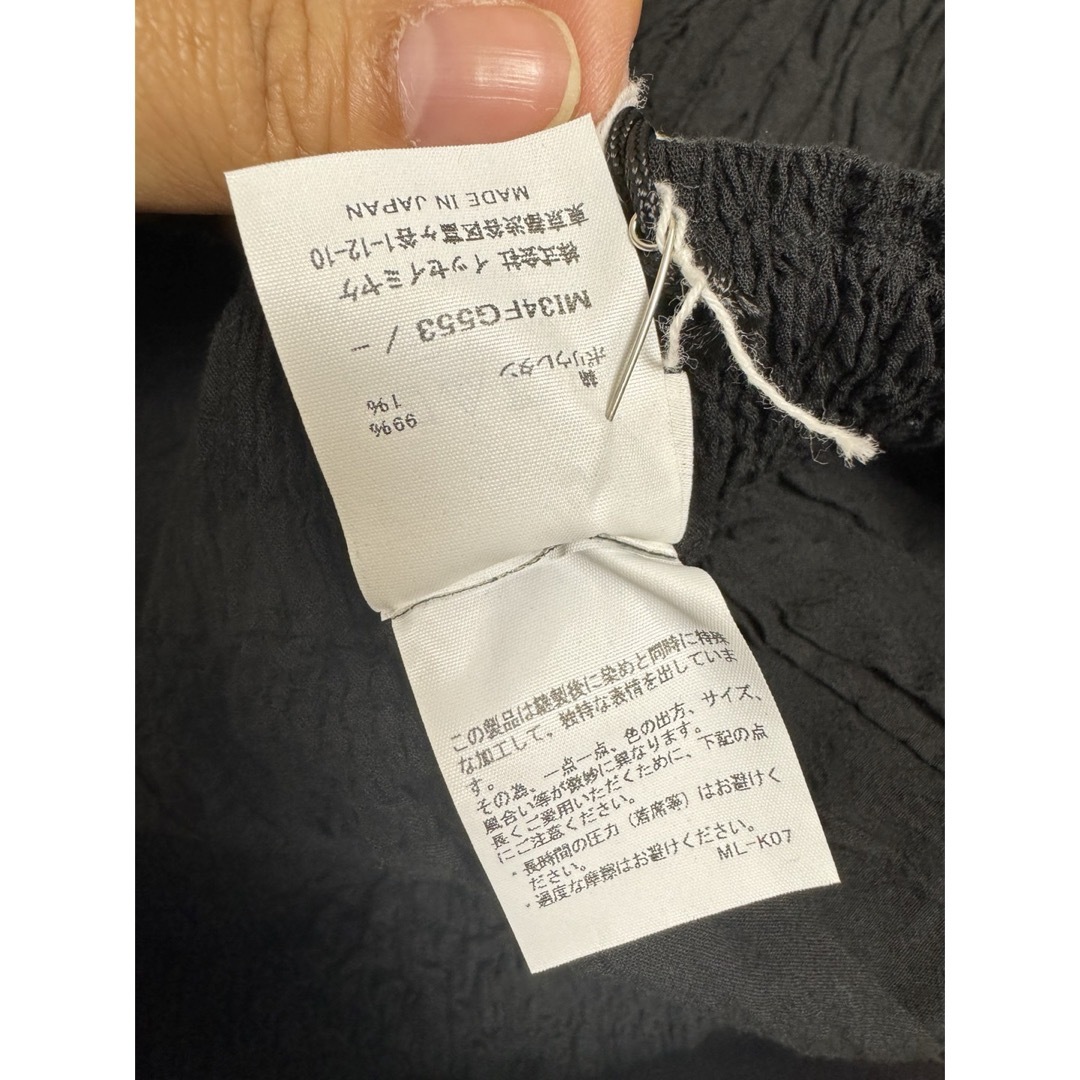 綿 99%
ポリウレタン 1%
MI34FG553 / －
株式会社 イッセイミヤケ
東京都渋谷区富ヶ谷1-12-10
MADE IN JAPAN
この製品は縫製後に染めと同時に特殊
な加工して、独特な表情を出していま
す。
その為、一点一点、色の出方、サイズ、
風合い等が微妙に異なります。
長くご愛用いただくために、下記の点
にご注意ください。
・長時間の圧力（着席等）はお避けく
ださい。
・過度な摩擦はお避けください。
ML-K07